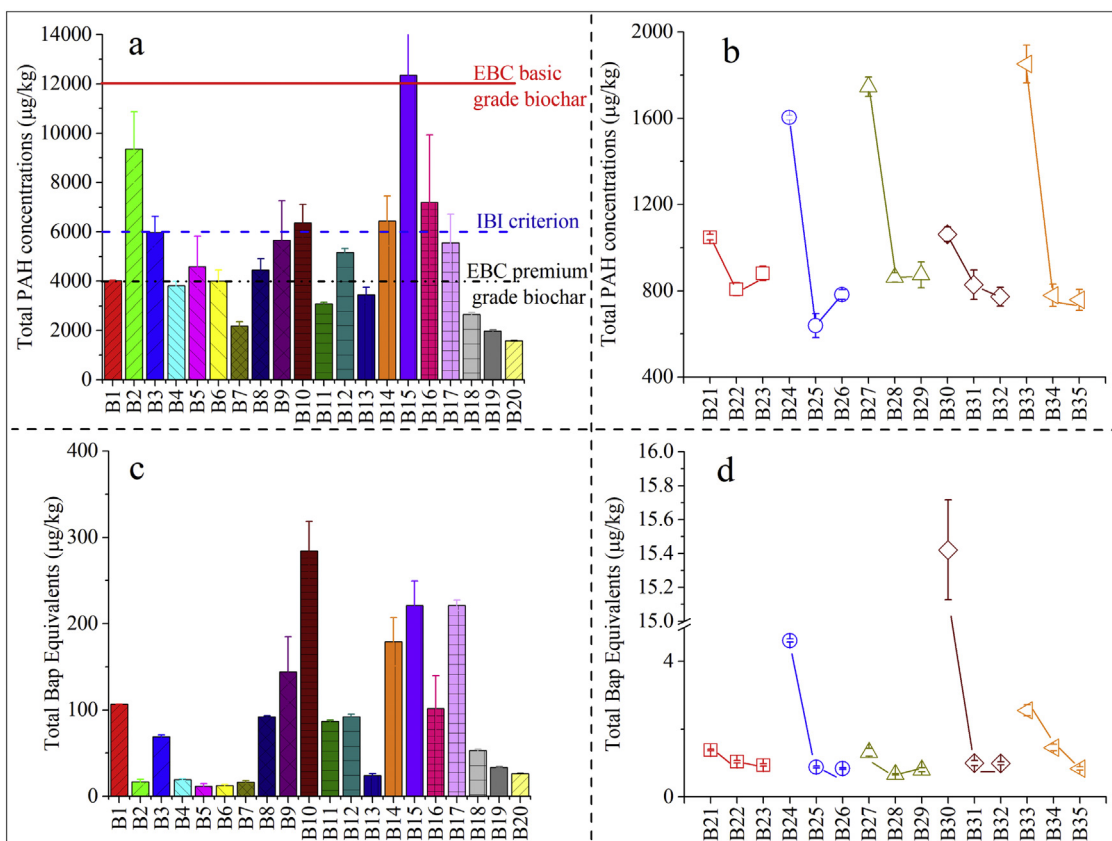 a
Total PAH concentrations (μg/kg)
14000
12000
10000
8000
6000
4000
2000
0
EBC basic
grade biochar
IBI criterion
EBC premium
grade biochar
B1 B2 B3 B4 B5 B6 B7 B8 B9 B10 B11 B12 B13 B14 B15 B16 B17 B18 B19 B20
b
Total PAH concentrations (μg/kg)
2000
1600
1200
800
400
B21 B22 B23 B24 B25 B26 B27 B28 B29 B30 B31 B32 B33 B34 B35
c
Total Bap Equivalents (μg/kg)
400
300
200
100
0
B1 B2 B3 B4 B5 B6 B7 B8 B9 B10 B11 B12 B13 B14 B15 B16 B17 B18 B19 B20
d
Total Bap Equivalents (μg/kg)
16.0
15.8
15.6
15.4
15.2
15.0
4
0
B21 B22 B23 B24 B25 B26 B27 B28 B29 B30 B31 B32 B33 B34 B35